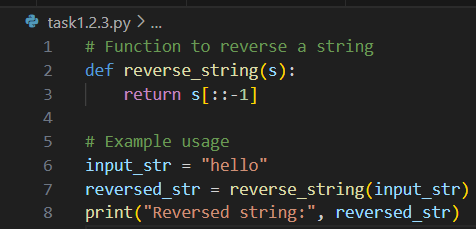 task1.2.3.py > ...
1 # Function to reverse a string
2 def reverse_string(s):
3     return s[::-1]
4
5 # Example usage
6 input_str = "hello"
7 reversed_str = reverse_string(input_str)
8 print("Reversed string:", reversed_str)